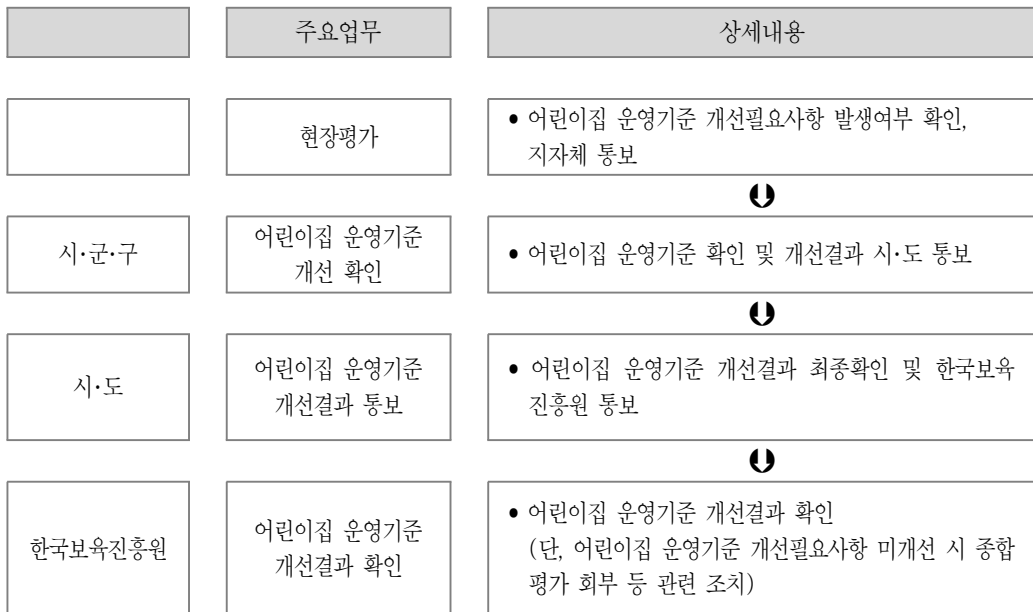 주요업무
상세내용
현장평가
• 어린이집 운영기준 개선필요사항 발생여부 확인,
지자체 통보
시·군·구
어린이집 운영기준
개선 확인
• 어린이집 운영기준 확인 및 개선결과 시·도 통보
시·도
어린이집 운영기준
개선결과 통보
• 어린이집 운영기준 개선결과 최종확인 및 한국보육
진흥원 통보
한국보육진흥원
어린이집 운영기준
개선결과 확인
• 어린이집 운영기준 개선결과 확인
(단, 어린이집 운영기준 개선필요사항 미개선 시 종합
평가 회부 등 관련 조치)